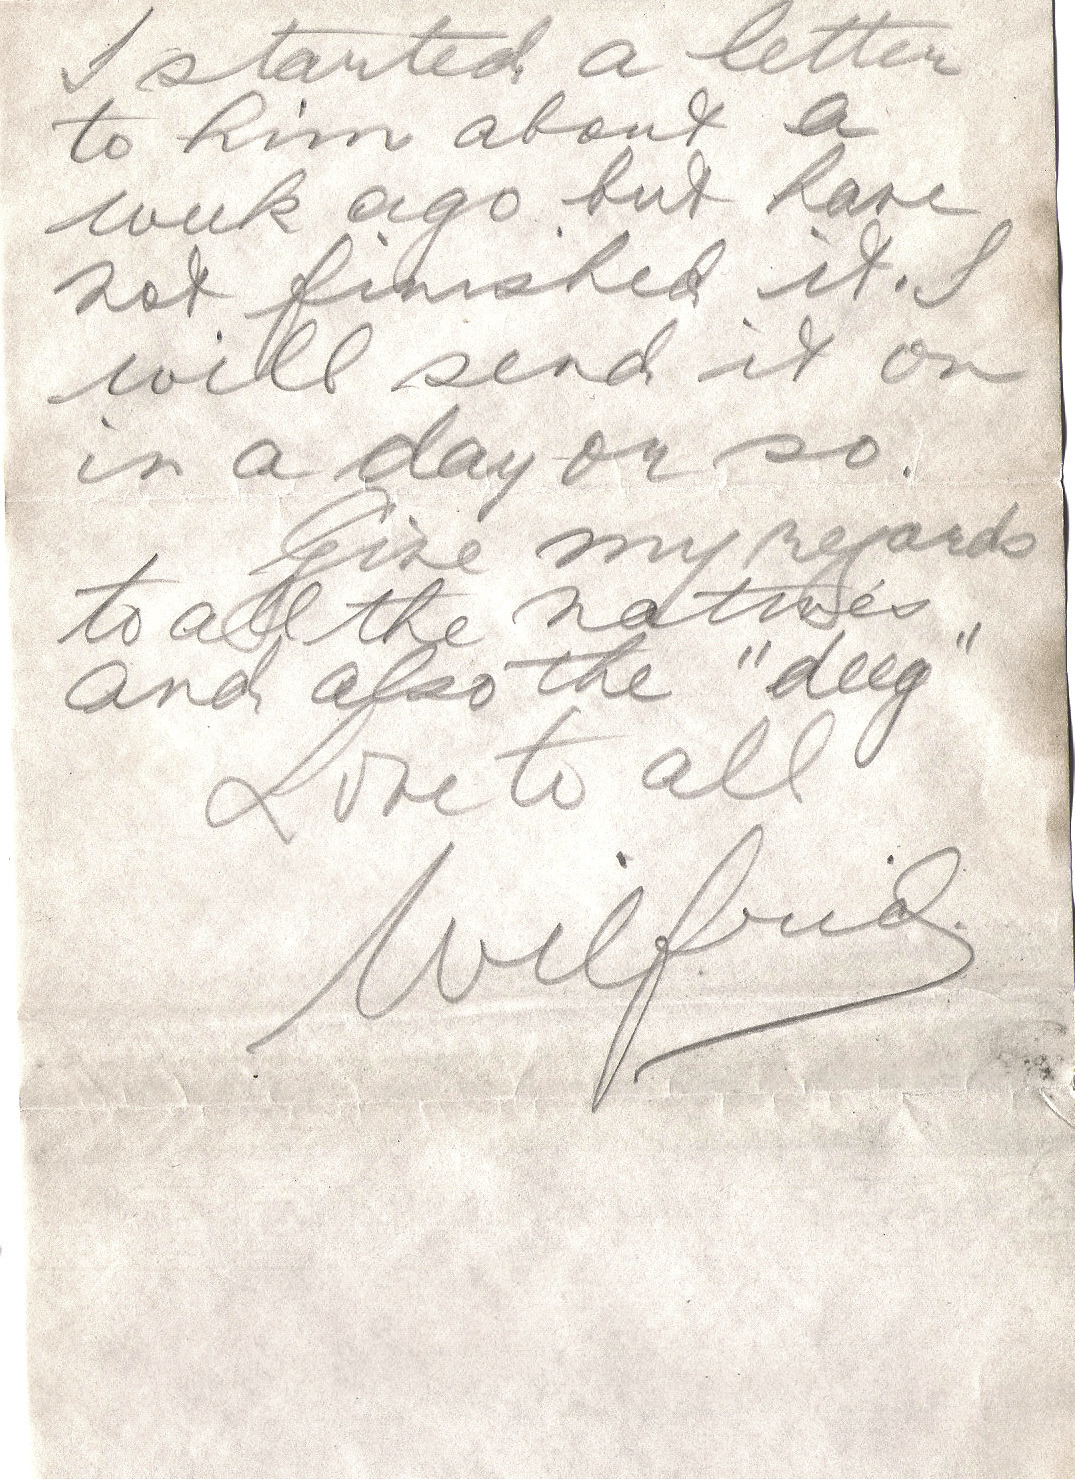 I started a letter
to him about a
week ago but have
not finished it. I
will send it on
in a day or so.
Give my regards
to all the natives
and also the "deeg"
Love to all
Wilfrid.